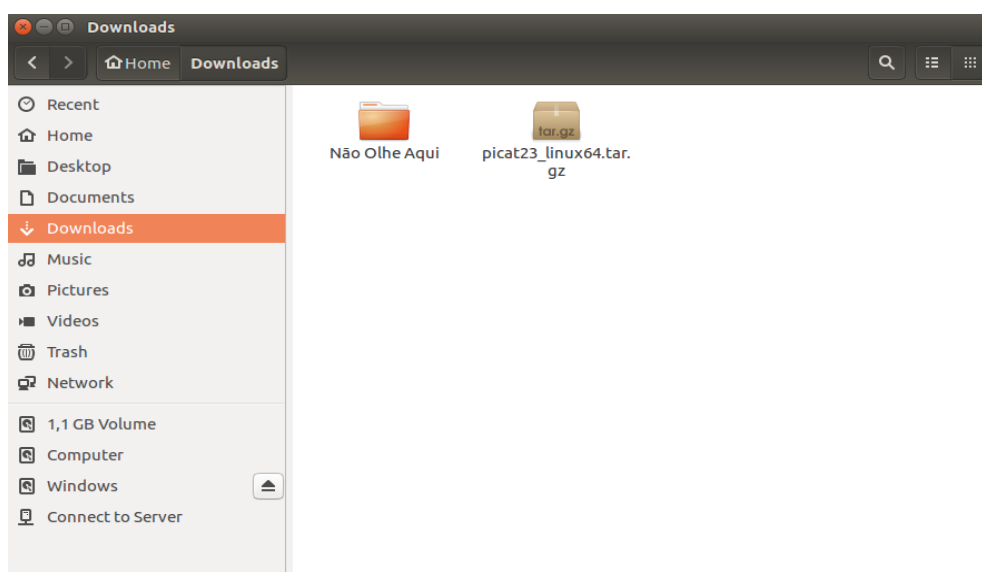 Downloads
Home Downloads
Recent
Home
Desktop
Documents
Downloads
Music
Pictures
Videos
Trash
Network
1,1 GB Volume
Computer
Windows
Connect to Server
Não Olhe Aqui
tar.gz
picat23_linux64.tar.
gz